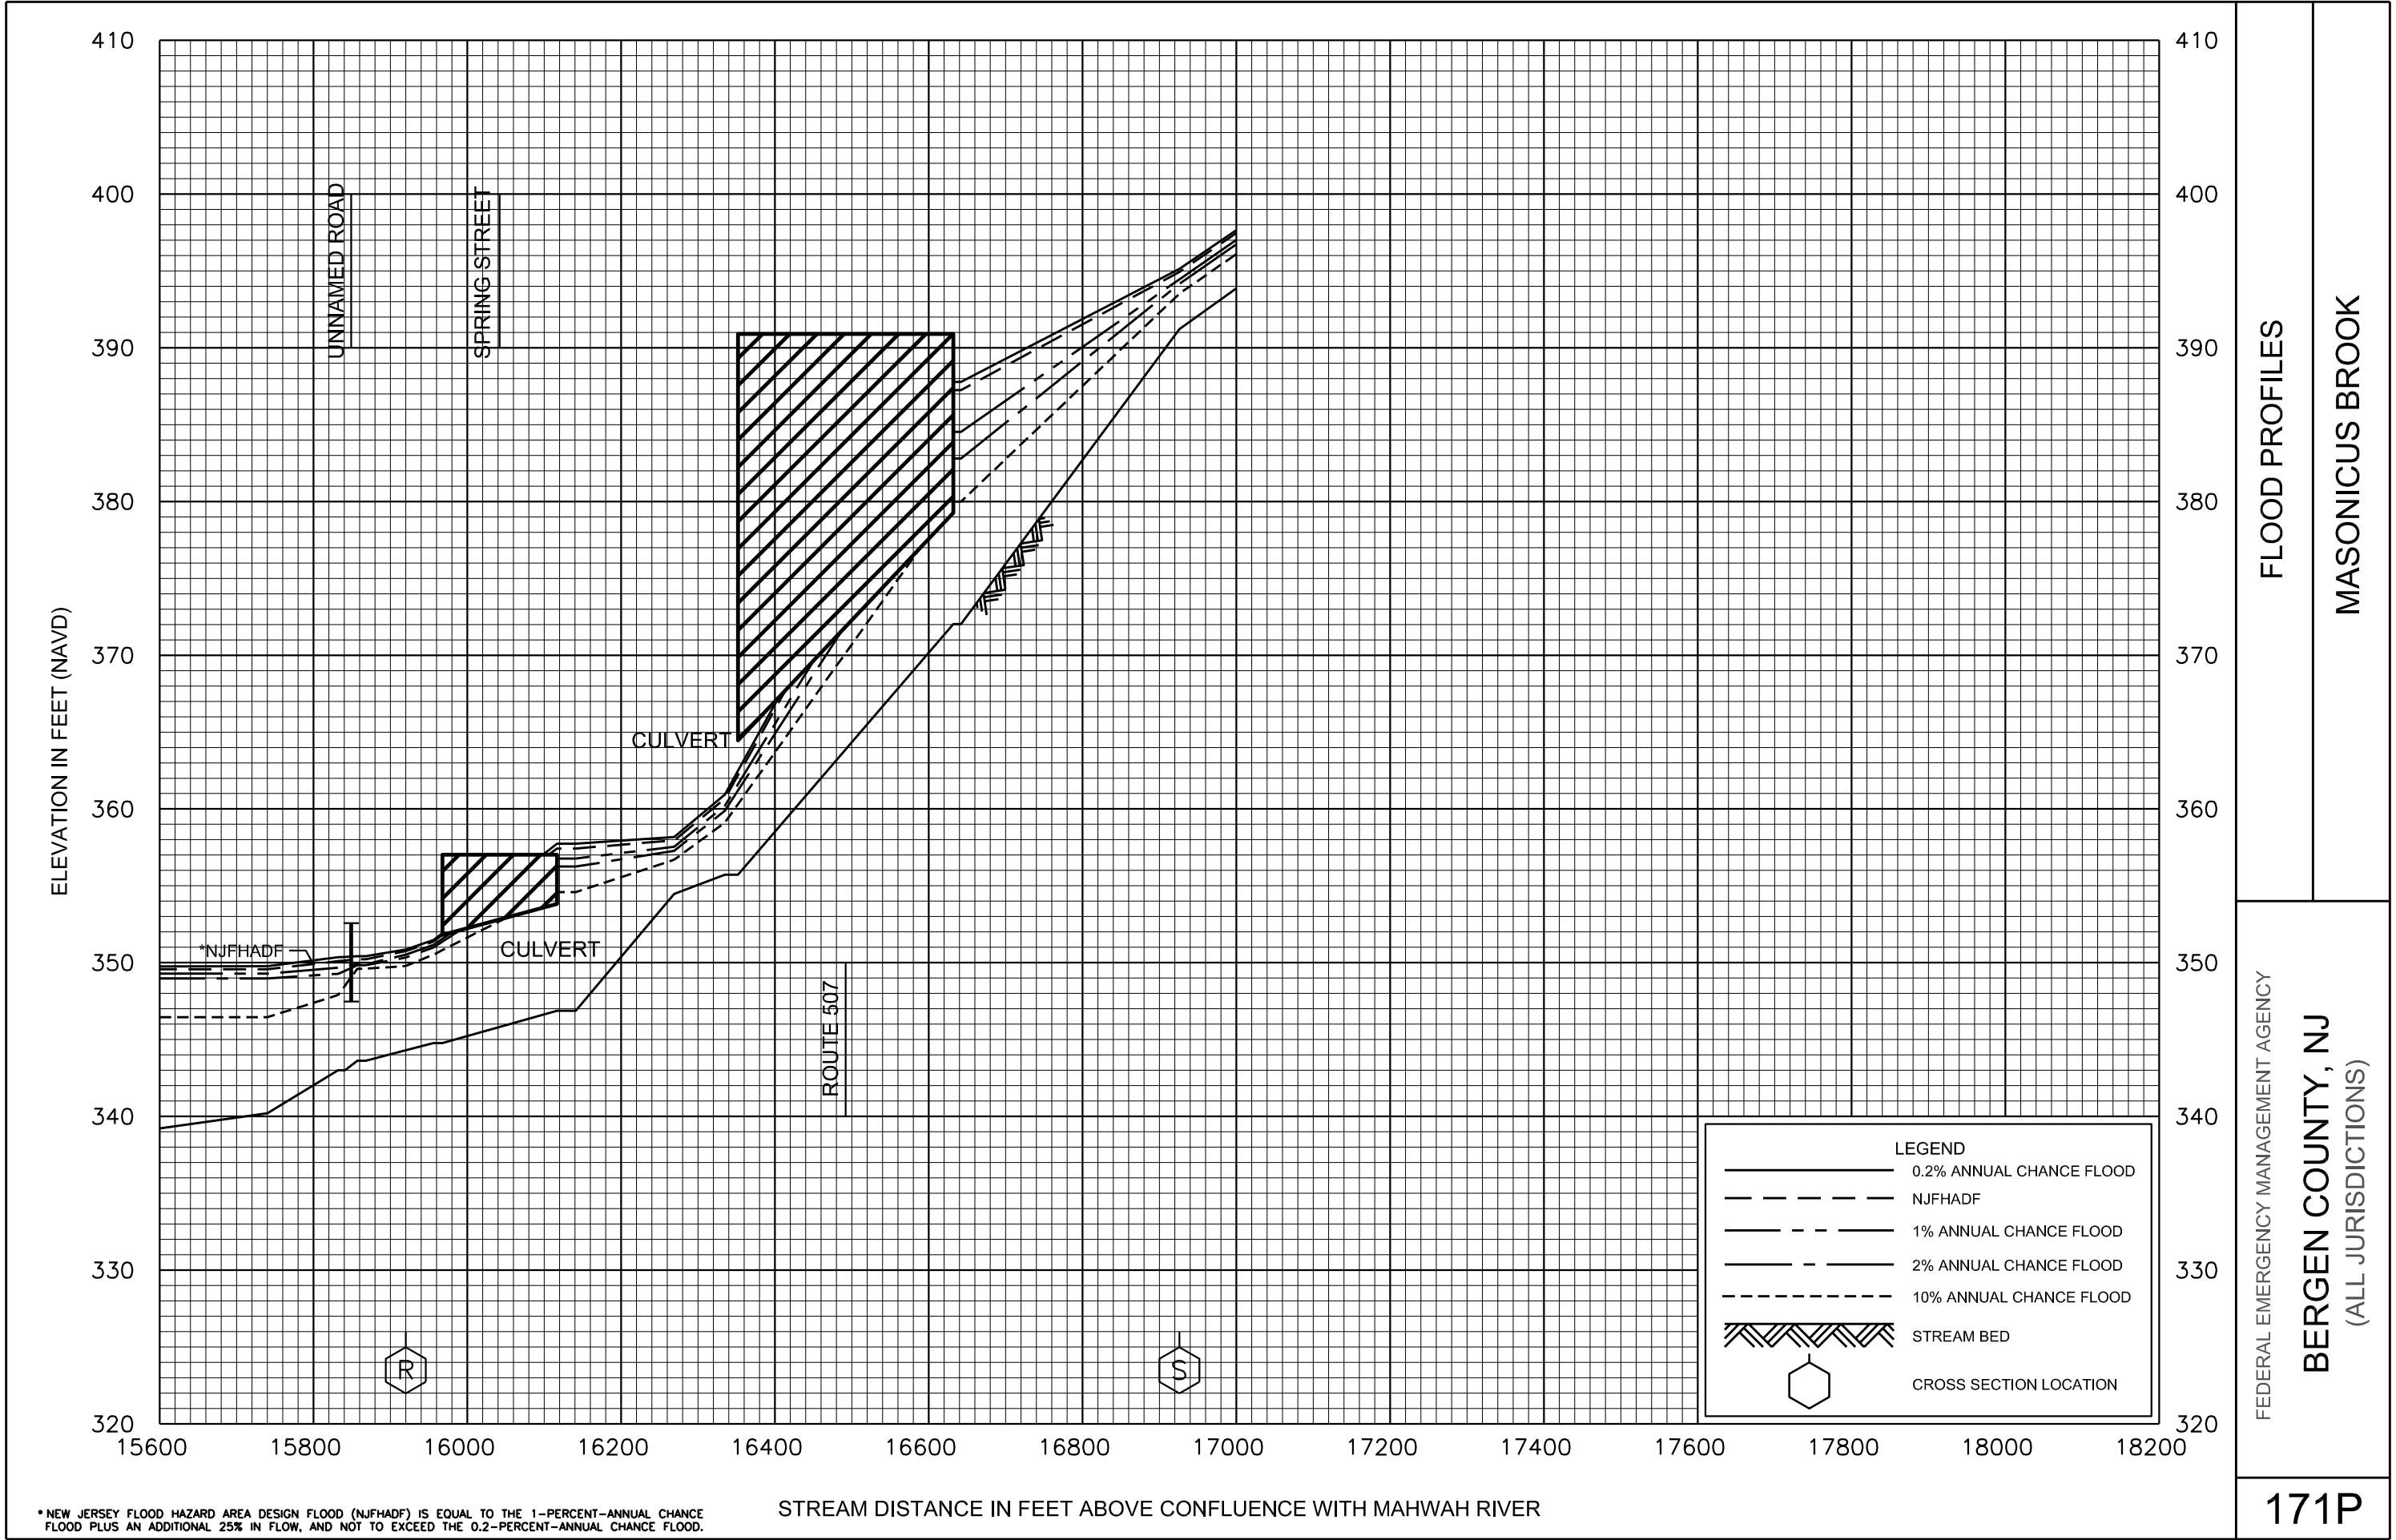 410
400
390
380
370
360
350
340
330
320
ELEVATION IN FEET (NAVD)
UNNAMED ROAD
SPRING STREET
CULVERT
*NJFHADF
CULVERT
ROUTE 507
R
S
410
400
390
380
370
360
350
340
330
320
LEGEND
0.2% ANNUAL CHANCE FLOOD
NJFHADF
1% ANNUAL CHANCE FLOOD
2% ANNUAL CHANCE FLOOD
10% ANNUAL CHANCE FLOOD
STREAM BED
CROSS SECTION LOCATION
15600 15800 16000 16200 16400 16600 16800 17000 17200 17400 17600 17800 18000 18200
STREAM DISTANCE IN FEET ABOVE CONFLUENCE WITH MAHWAH RIVER
* NEW JERSEY FLOOD HAZARD AREA DESIGN FLOOD (NJFHADF) IS EQUAL TO THE 1-PERCENT-ANNUAL CHANCE
FLOOD PLUS AN ADDITIONAL 25% IN FLOW, AND NOT TO EXCEED THE 0.2-PERCENT-ANNUAL CHANCE FLOOD.
FLOOD PROFILES
MASONICUS BROOK
FEDERAL EMERGENCY MANAGEMENT AGENCY
BERGEN COUNTY, NJ
(ALL JURISDICTIONS)
171P